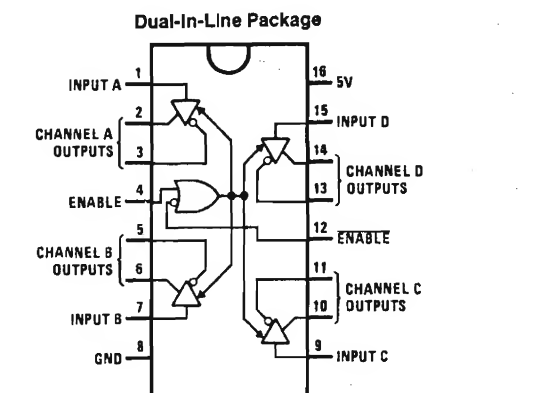 Dual-In-Line Package
1
INPUT A
2
CHANNEL A
OUTPUTS
3
4
ENABLE
5
CHANNEL B
OUTPUTS
6
7
INPUT B
8
GND
16
5V
15
INPUT D
14
CHANNEL D
OUTPUTS
13
12
ENABLE
11
CHANNEL C
OUTPUTS
10
9
INPUT C